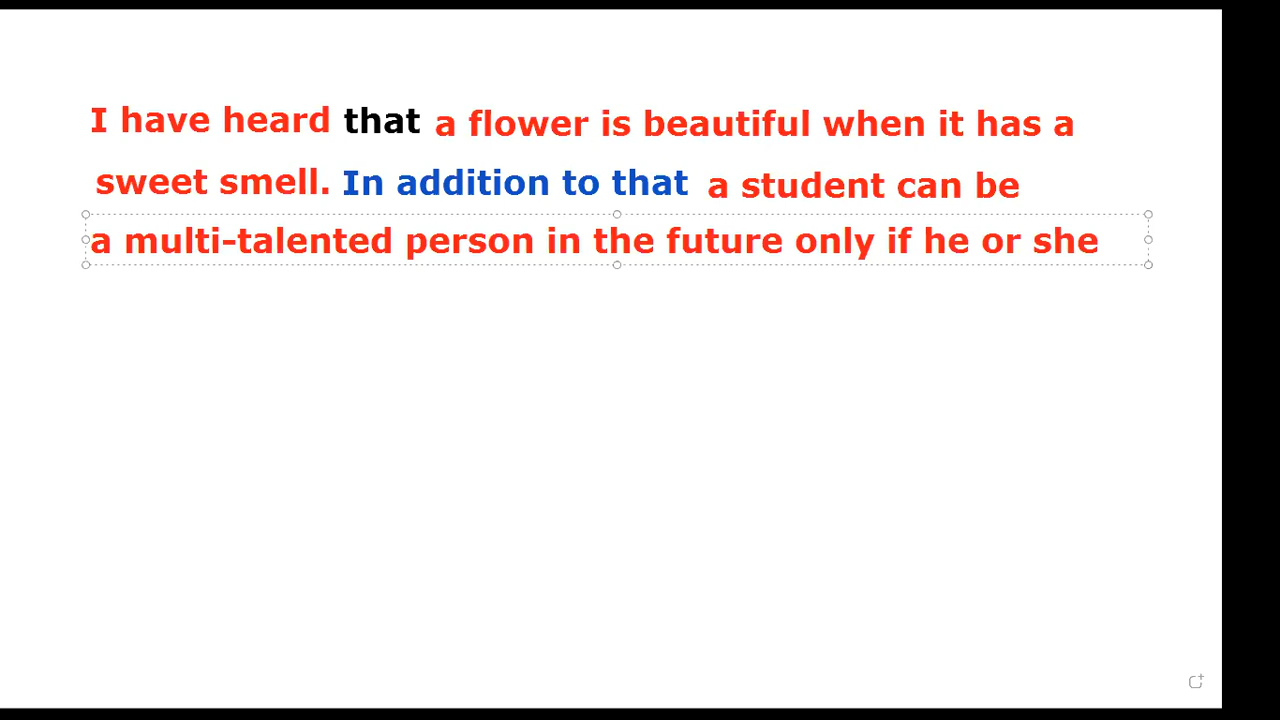 I have heard that a flower is beautiful when it has a
sweet smell. In addition to that a student can be
a multi-talented person in the future only if he or she